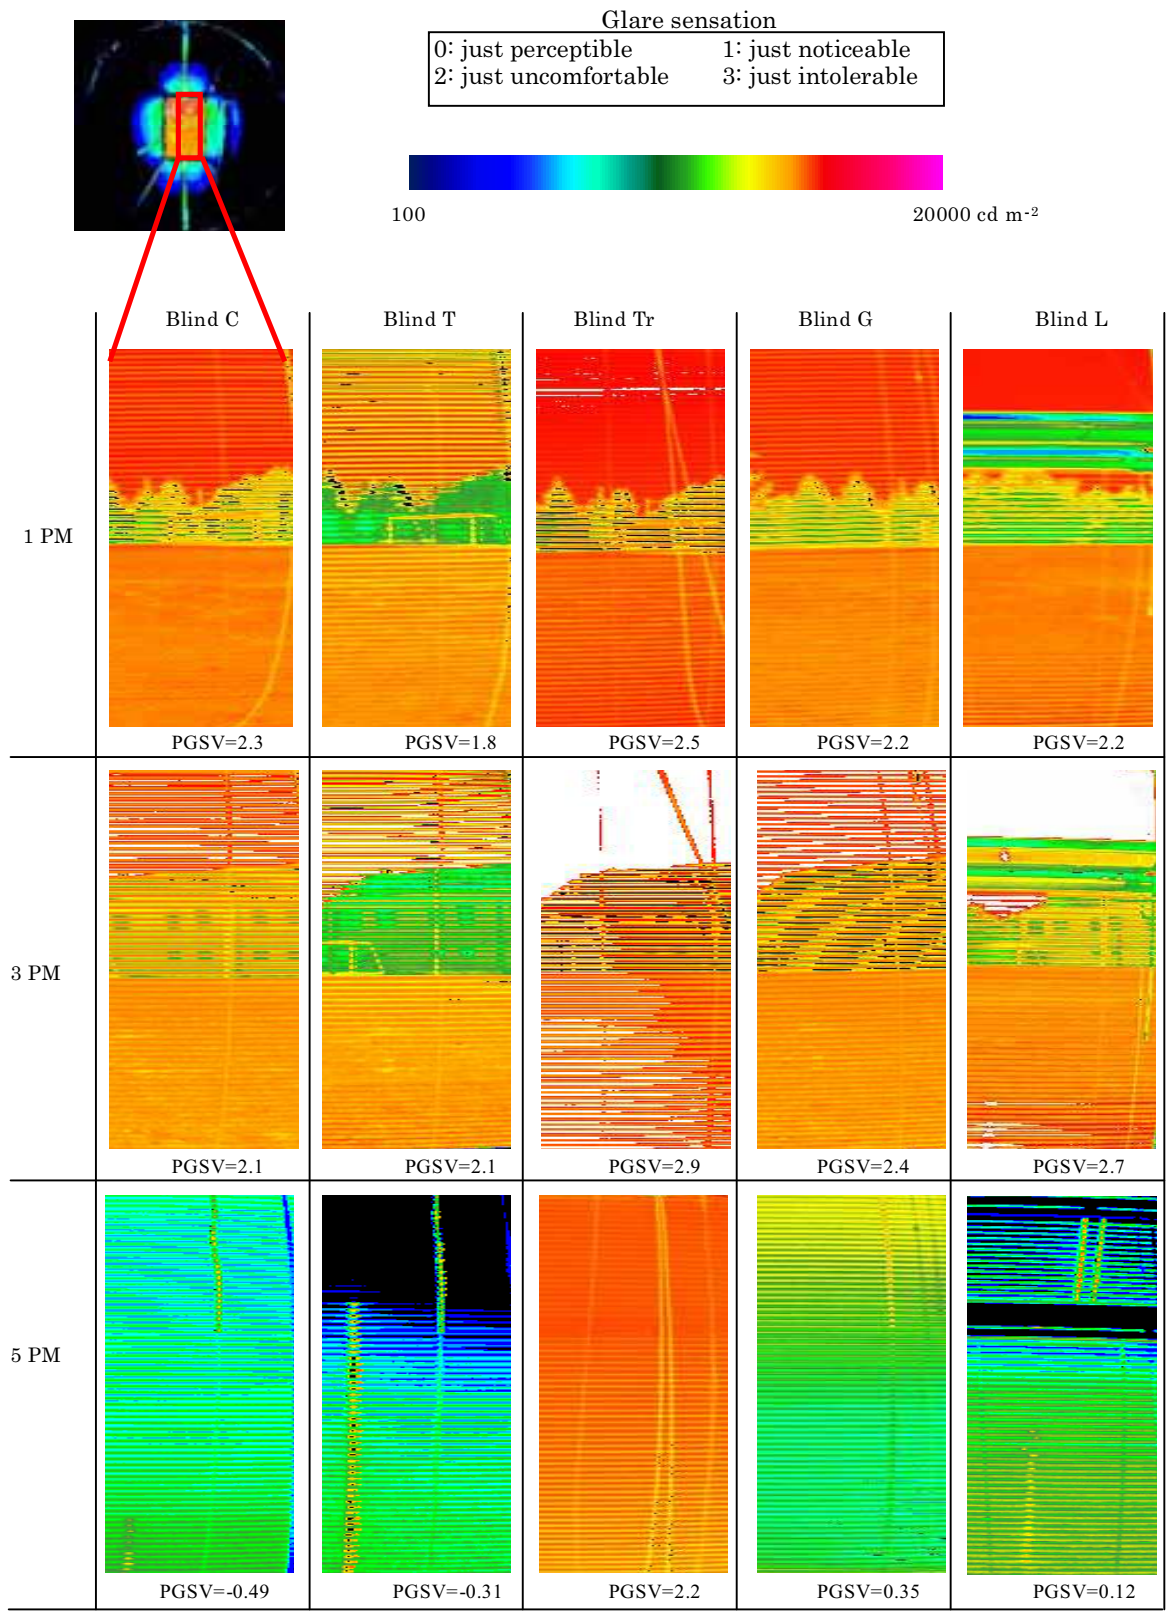 Glare sensation
0: just perceptible 1: just noticeable
2: just uncomfortable 3: just intolerable
100 20000 cd m-2
Blind C Blind T Blind Tr Blind G Blind L
1 PM
PGSV=2.3 PGSV=1.8 PGSV=2.5 PGSV=2.2 PGSV=2.2
3 PM
PGSV=2.1 PGSV=2.1 PGSV=2.9 PGSV=2.4 PGSV=2.7
5 PM
PGSV=-0.49 PGSV=-0.31 PGSV=2.2 PGSV=0.35 PGSV=0.12